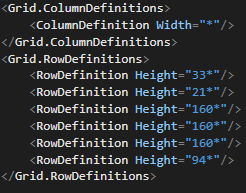 <Grid.ColumnDefinitions>
    <ColumnDefinition Width="*"/>
</Grid.ColumnDefinitions>
<Grid.RowDefinitions>
    <RowDefinition Height="33*"/>
    <RowDefinition Height="21*"/>
    <RowDefinition Height="160*"/>
    <RowDefinition Height="160*"/>
    <RowDefinition Height="160*"/>
    <RowDefinition Height="94*"/>
</Grid.RowDefinitions>